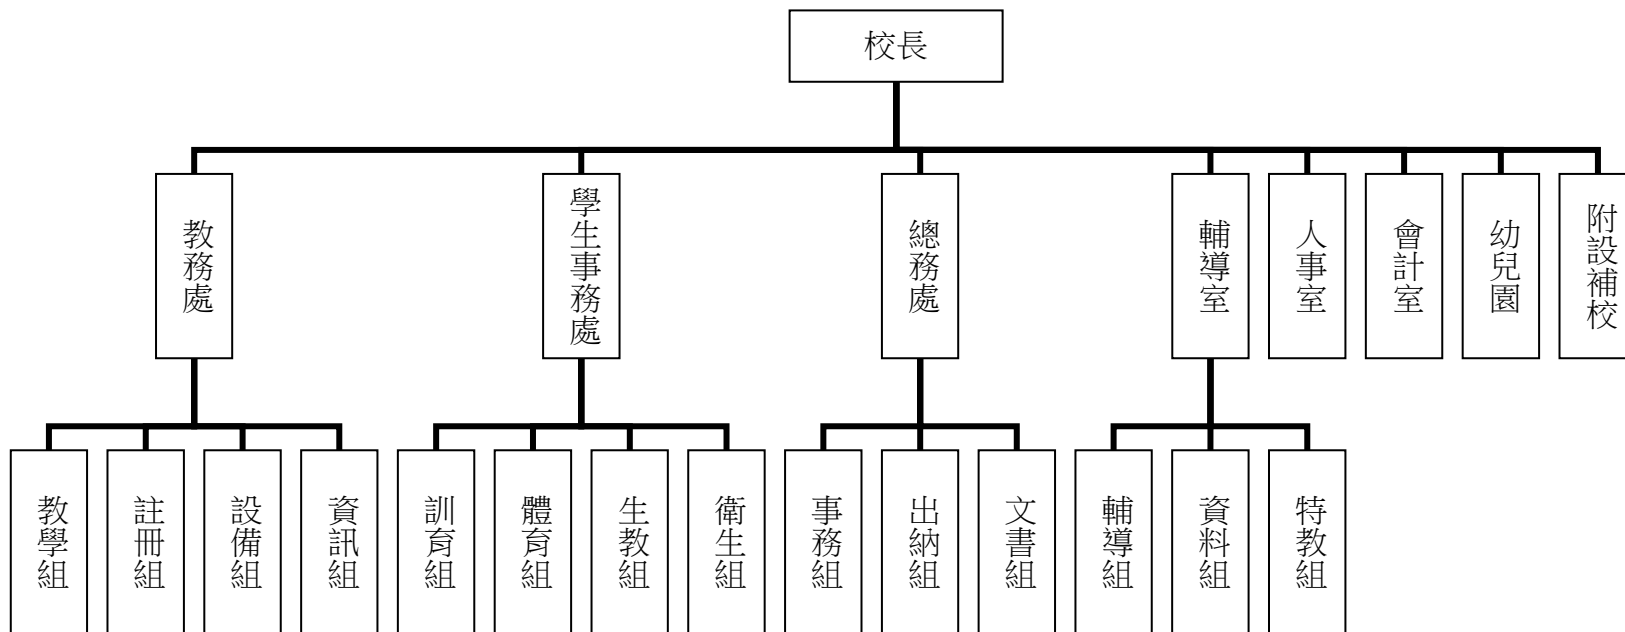 校長
教務處
學生事務處
總務處
輔導室
人事室
會計室
幼兒園
附設補校
教學組
註冊組
設備組
資訊組
訓育組
體育組
生教組
衛生組
事務組
出納組
文書組
輔導組
資料組
特教組